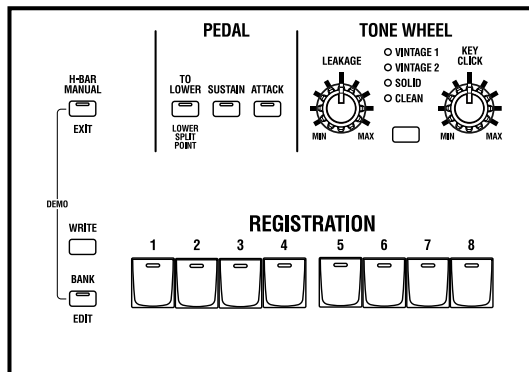 PEDAL
TONE WHEEL
H-BAR
MANUAL
EXIT
TO
LOWER
SUSTAIN
ATTACK
LOWER
SPLIT
POINT
LEAKAGE
MIN
MAX
VINTAGE 1
VINTAGE 2
SOLID
CLEAN
KEY
CLICK
MIN
MAX
DEMO
WRITE
BANK
EDIT
REGISTRATION
1 2 3 4 5 6 7 8